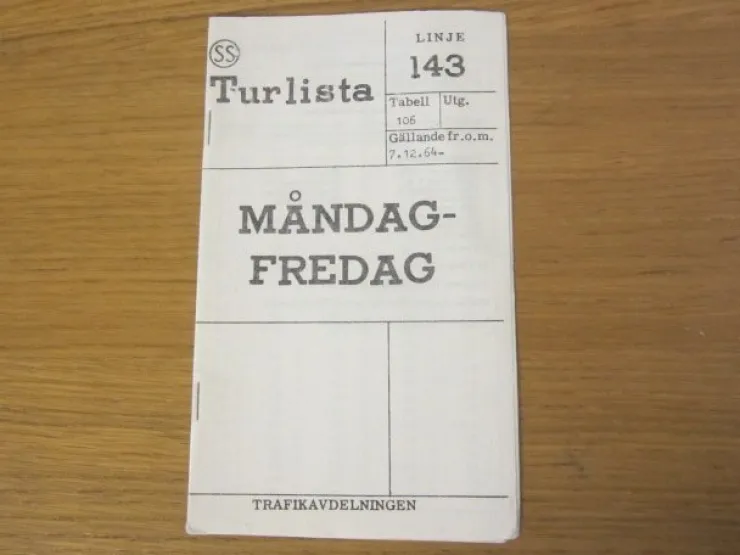 SS
Turlista
LINJE
143
Tabell Utg.
106
Gällande fr.o.m.
7.12.64-
MÅNDAG-
FREDAG
TRAFIKAVDELNINGEN